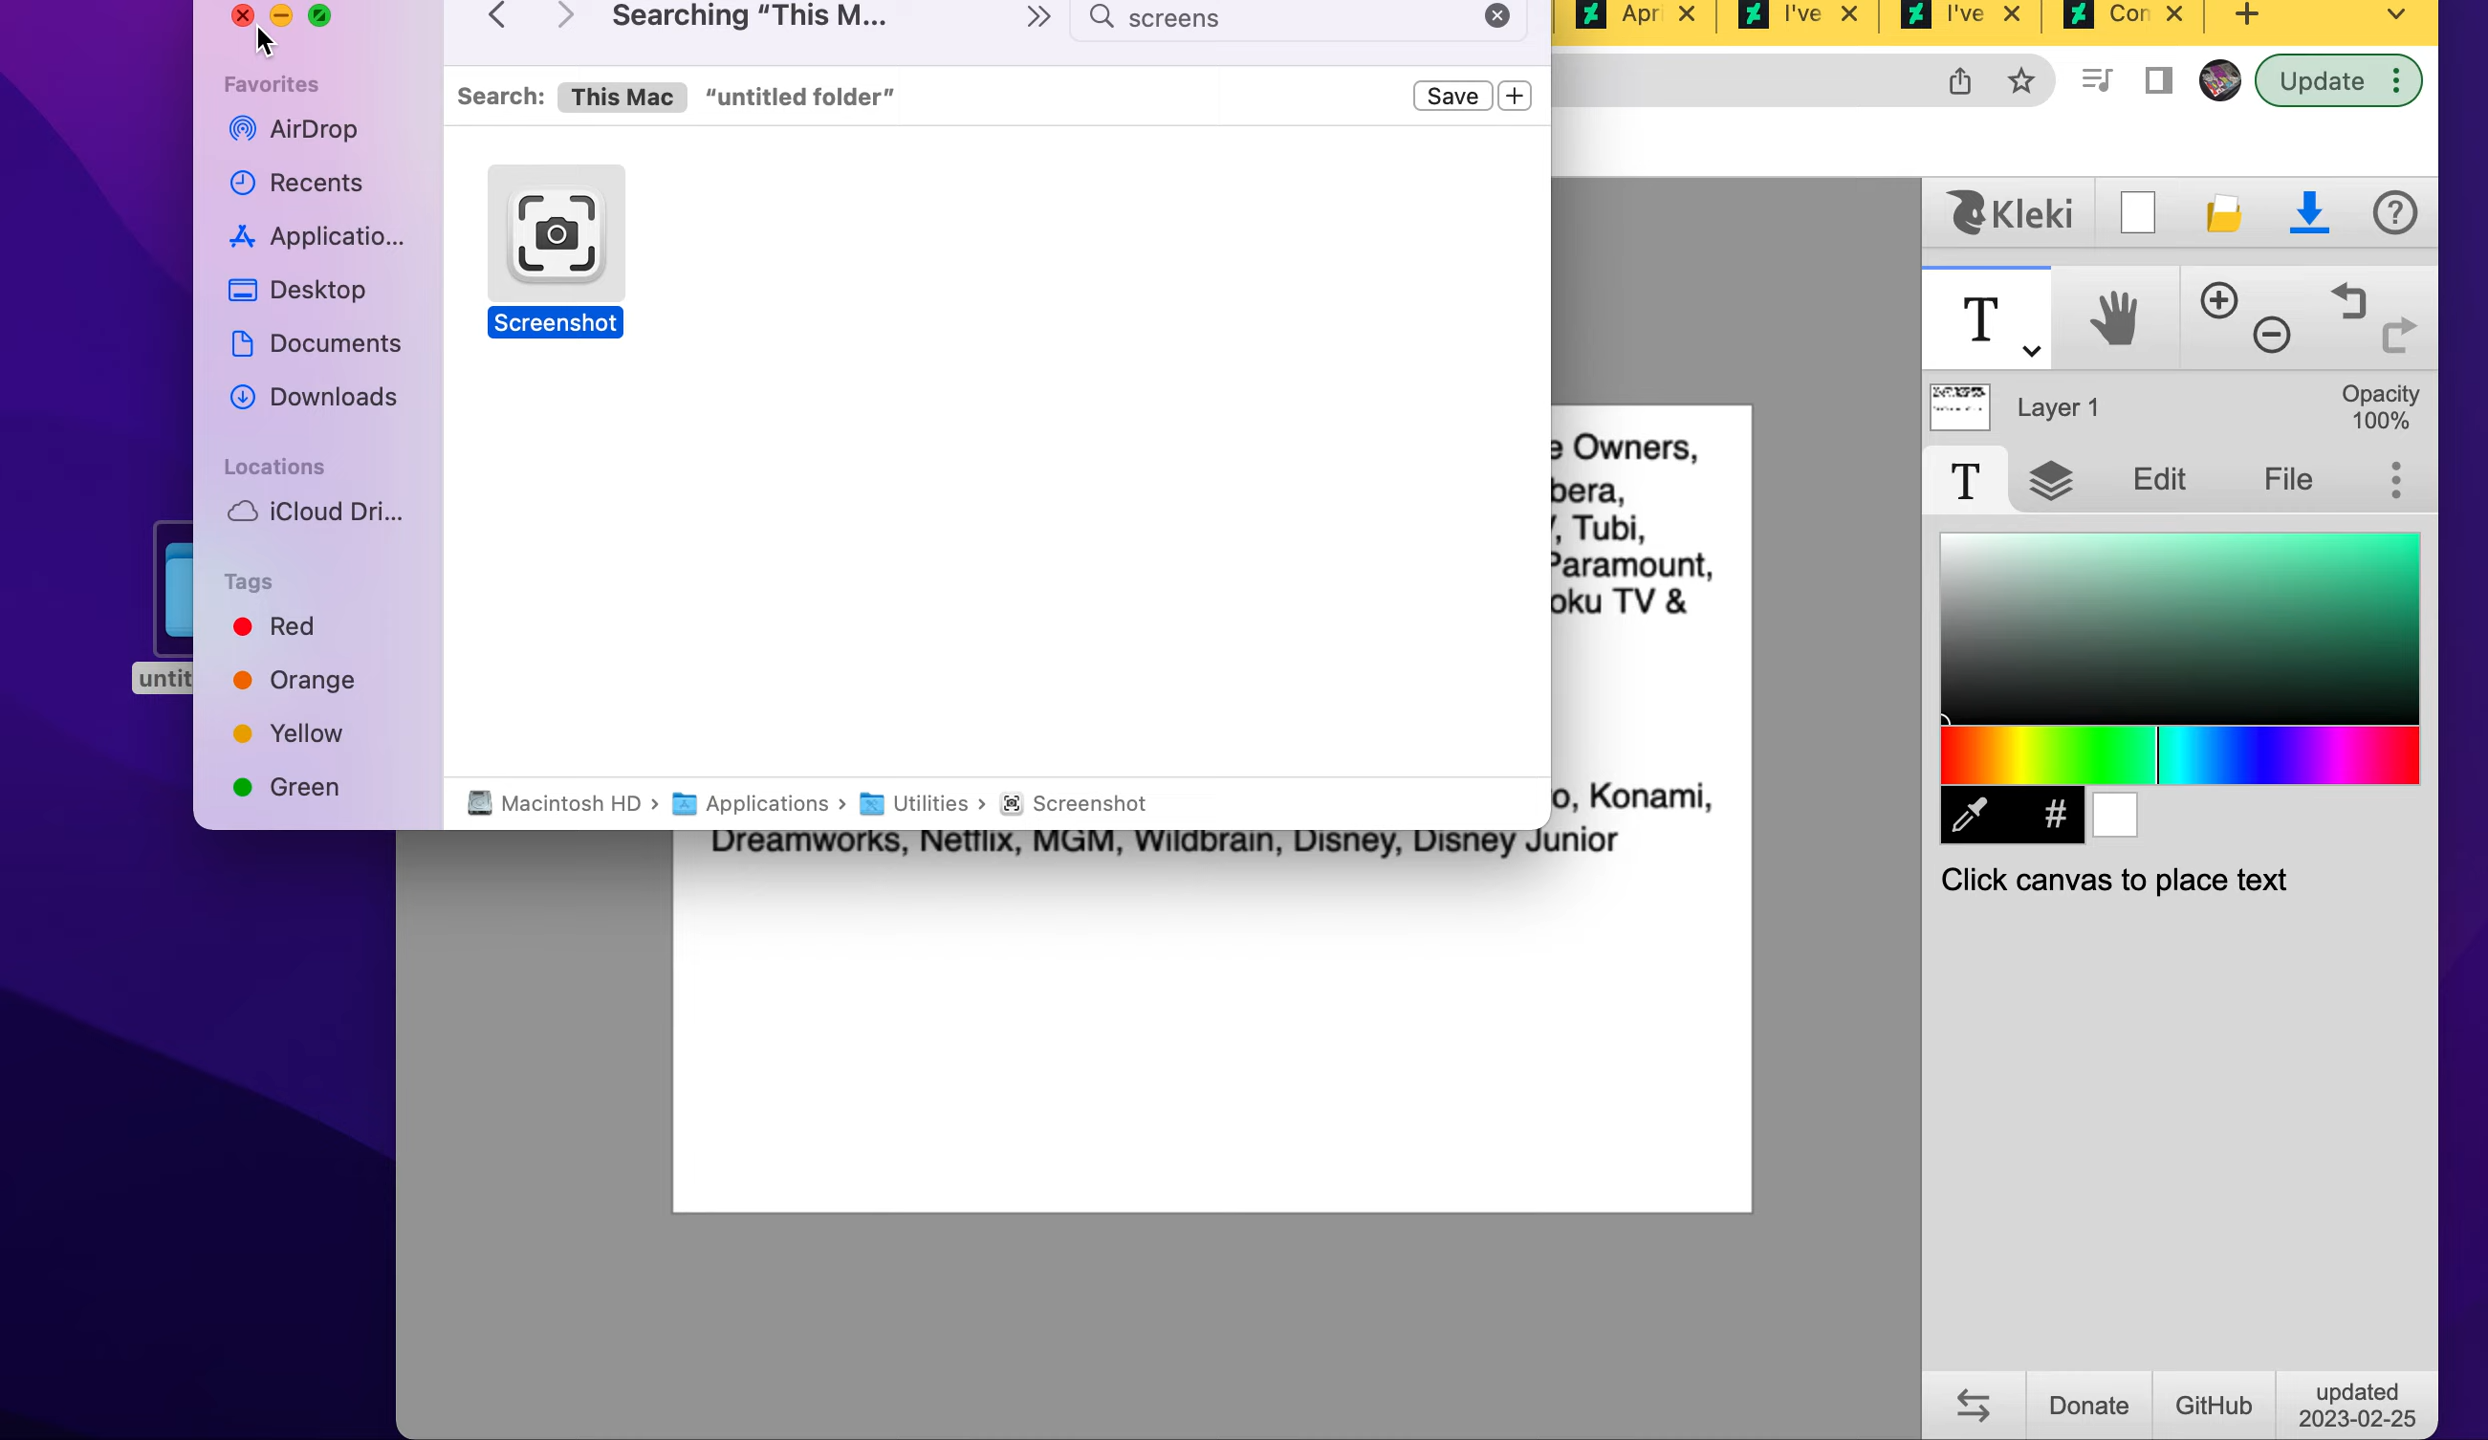 Searching “This M...
screens
Apr
I've
I've
Con
Search: This Mac “untitled folder”
Save
Update
Favorites
AirDrop
Recents
Applicatio...
Desktop
Documents
Downloads
Locations
iCloud Dri...
Tags
Red
Orange
Yellow
Green
Screenshot
Macintosh HD › Applications › Utilities › Screenshot
untit
e Owners,
bera,
, Tubi,
Paramount,
oku TV &
o, Konami,
Dreamworks, Netflix, MGM, Wildbrain, Disney, Disney Junior
Kleki
T
Layer 1
Opacity
100%
T
Edit
File
#
Click canvas to place text
Donate
GitHub
updated
2023-02-25